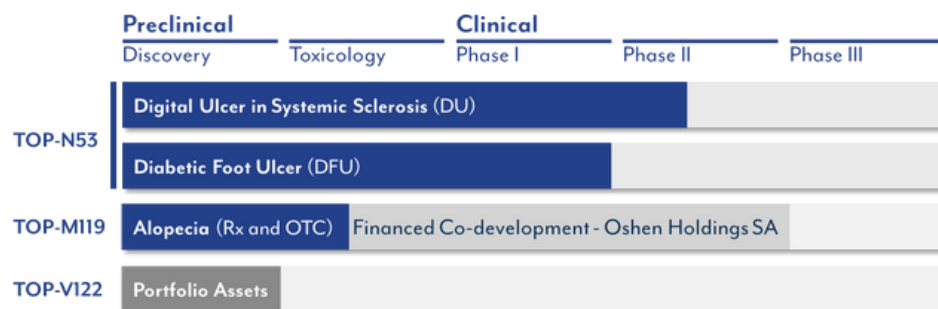 Preclinical Clinical
Discovery Toxicology Phase I Phase II Phase III
Digital Ulcer in Systemic Sclerosis (DU)
TOP-N53
Diabetic Foot Ulcer (DFU)
TOP-M119 Alopecia (Rx and OTC) Financed Co-development - Oshen Holdings SA
TOP-V122 Portfolio Assets